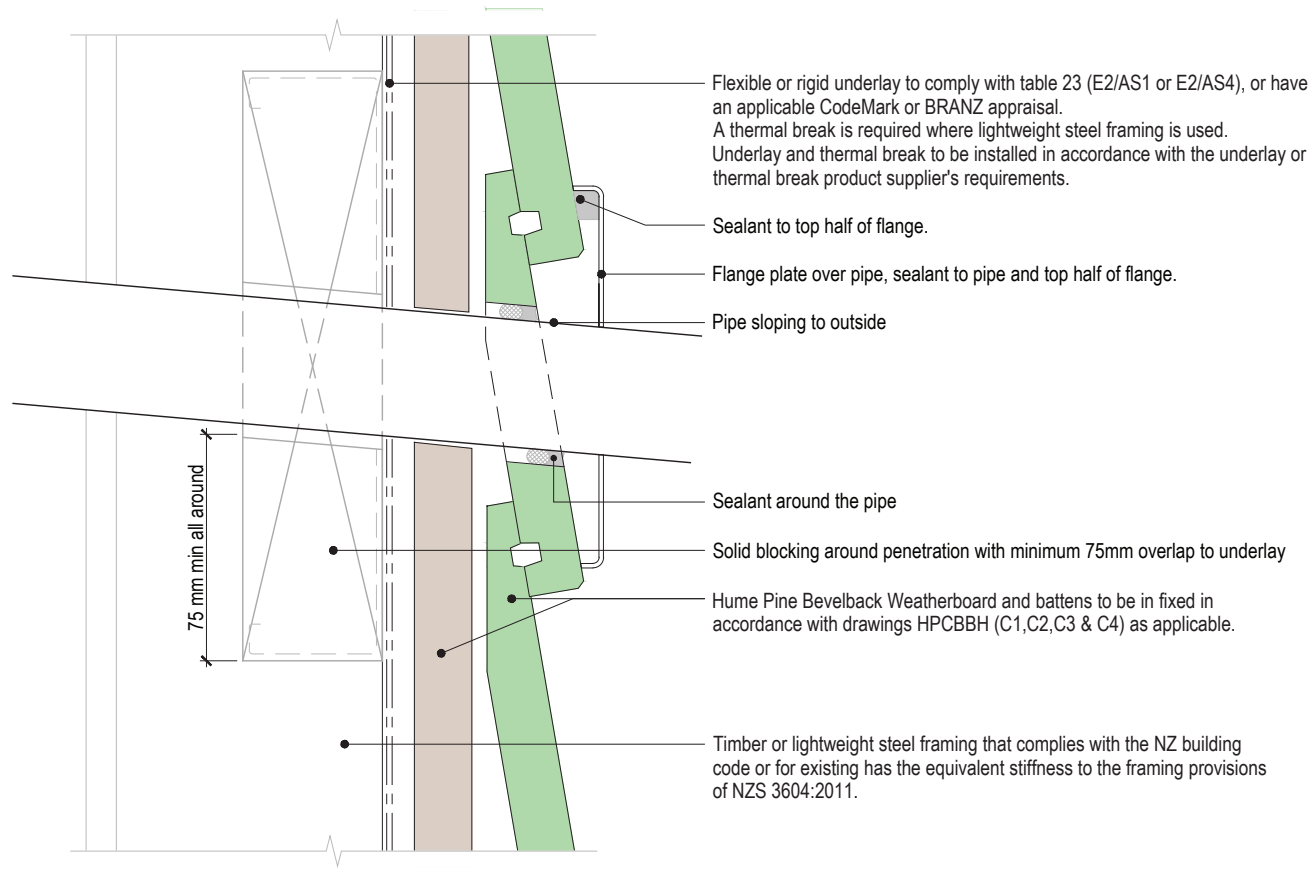 Flexible or rigid underlay to comply with table 23 (E2/AS1 or E2/AS4), or have
an applicable CodeMark or BRANZ appraisal.
A thermal break is required where lightweight steel framing is used.
Underlay and thermal break to be installed in accordance with the underlay or
thermal break product supplier's requirements.
Sealant to top half of flange.
Flange plate over pipe, sealant to pipe and top half of flange.
Pipe sloping to outside
Sealant around the pipe
75 mm min all around
Solid blocking around penetration with minimum 75mm overlap to underlay
Hume Pine Bevelback Weatherboard and battens to be in fixed in
accordance with drawings HPCBBH (C1,C2,C3 & C4) as applicable.
Timber or lightweight steel framing that complies with the NZ building
code or for existing has the equivalent stiffness to the framing provisions
of NZS 3604:2011.